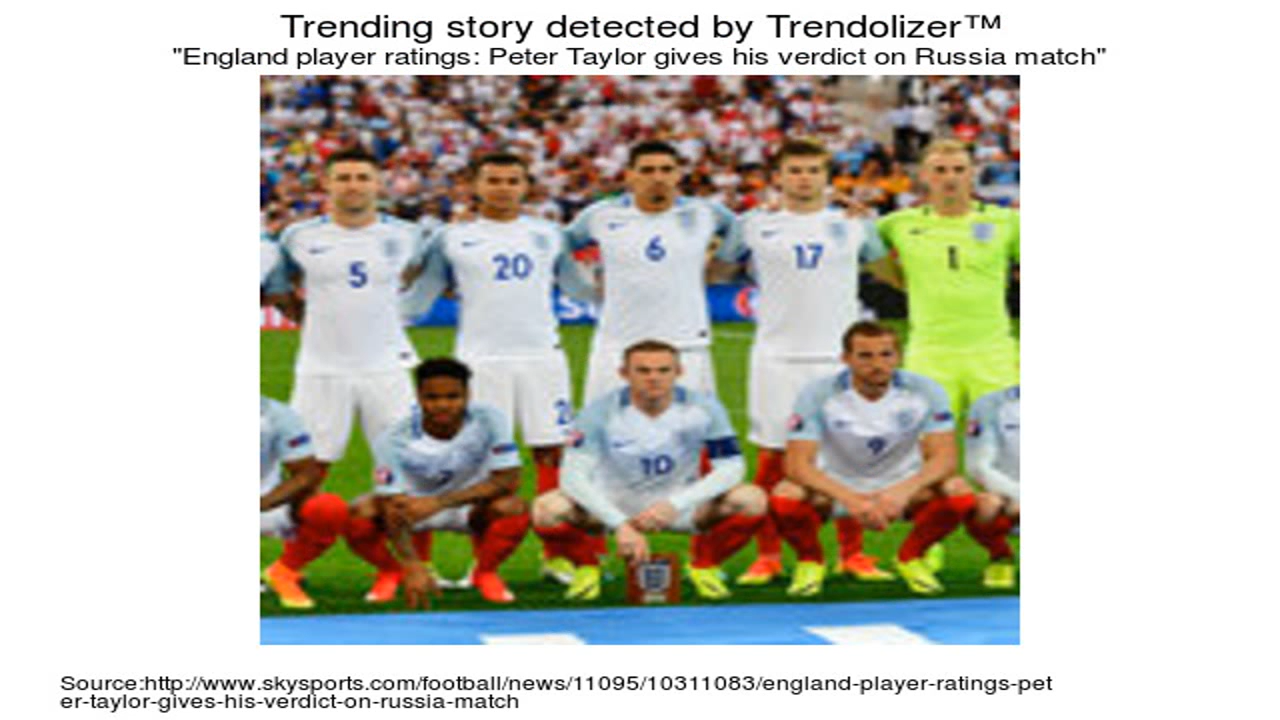 Trending story detected by Trendolizer™
"England player ratings: Peter Taylor gives his verdict on Russia match"
5
20
6
17
1
10
9
Source:http://www.skysports.com/football/news/11095/10311083/england-player-ratings-pet
er-taylor-gives-his-verdict-on-russia-match